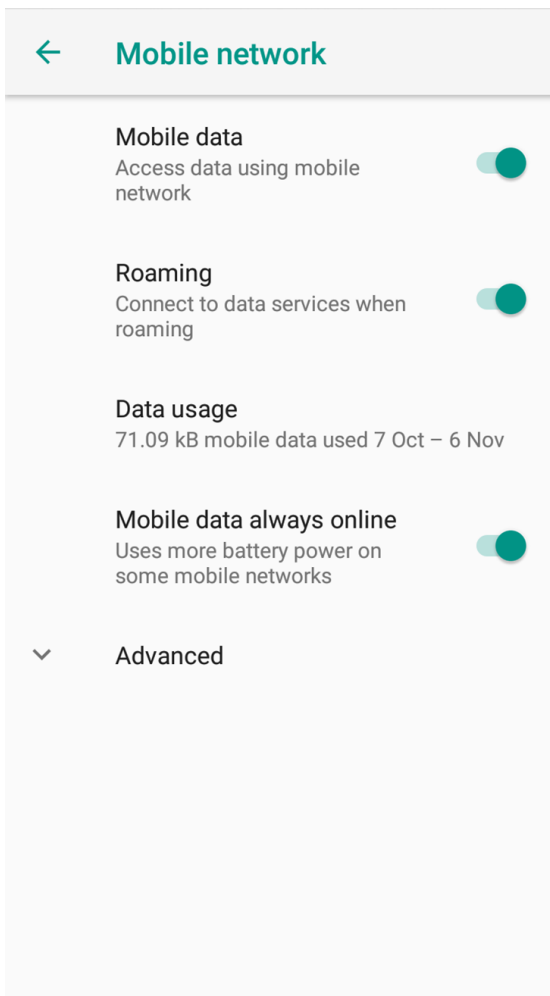 Mobile network
Mobile data
Access data using mobile
network
Roaming
Connect to data services when
roaming
Data usage
71.09 kB mobile data used 7 Oct – 6 Nov
Mobile data always online
Uses more battery power on
some mobile networks
Advanced